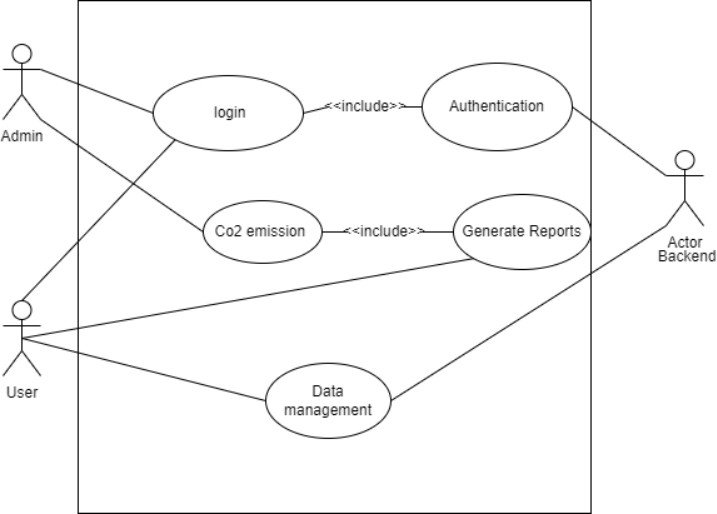 Admin
login
<<include>>
Authentication
Co2 emission
<<include>>
Generate Reports
Actor
Backend
User
Data
management